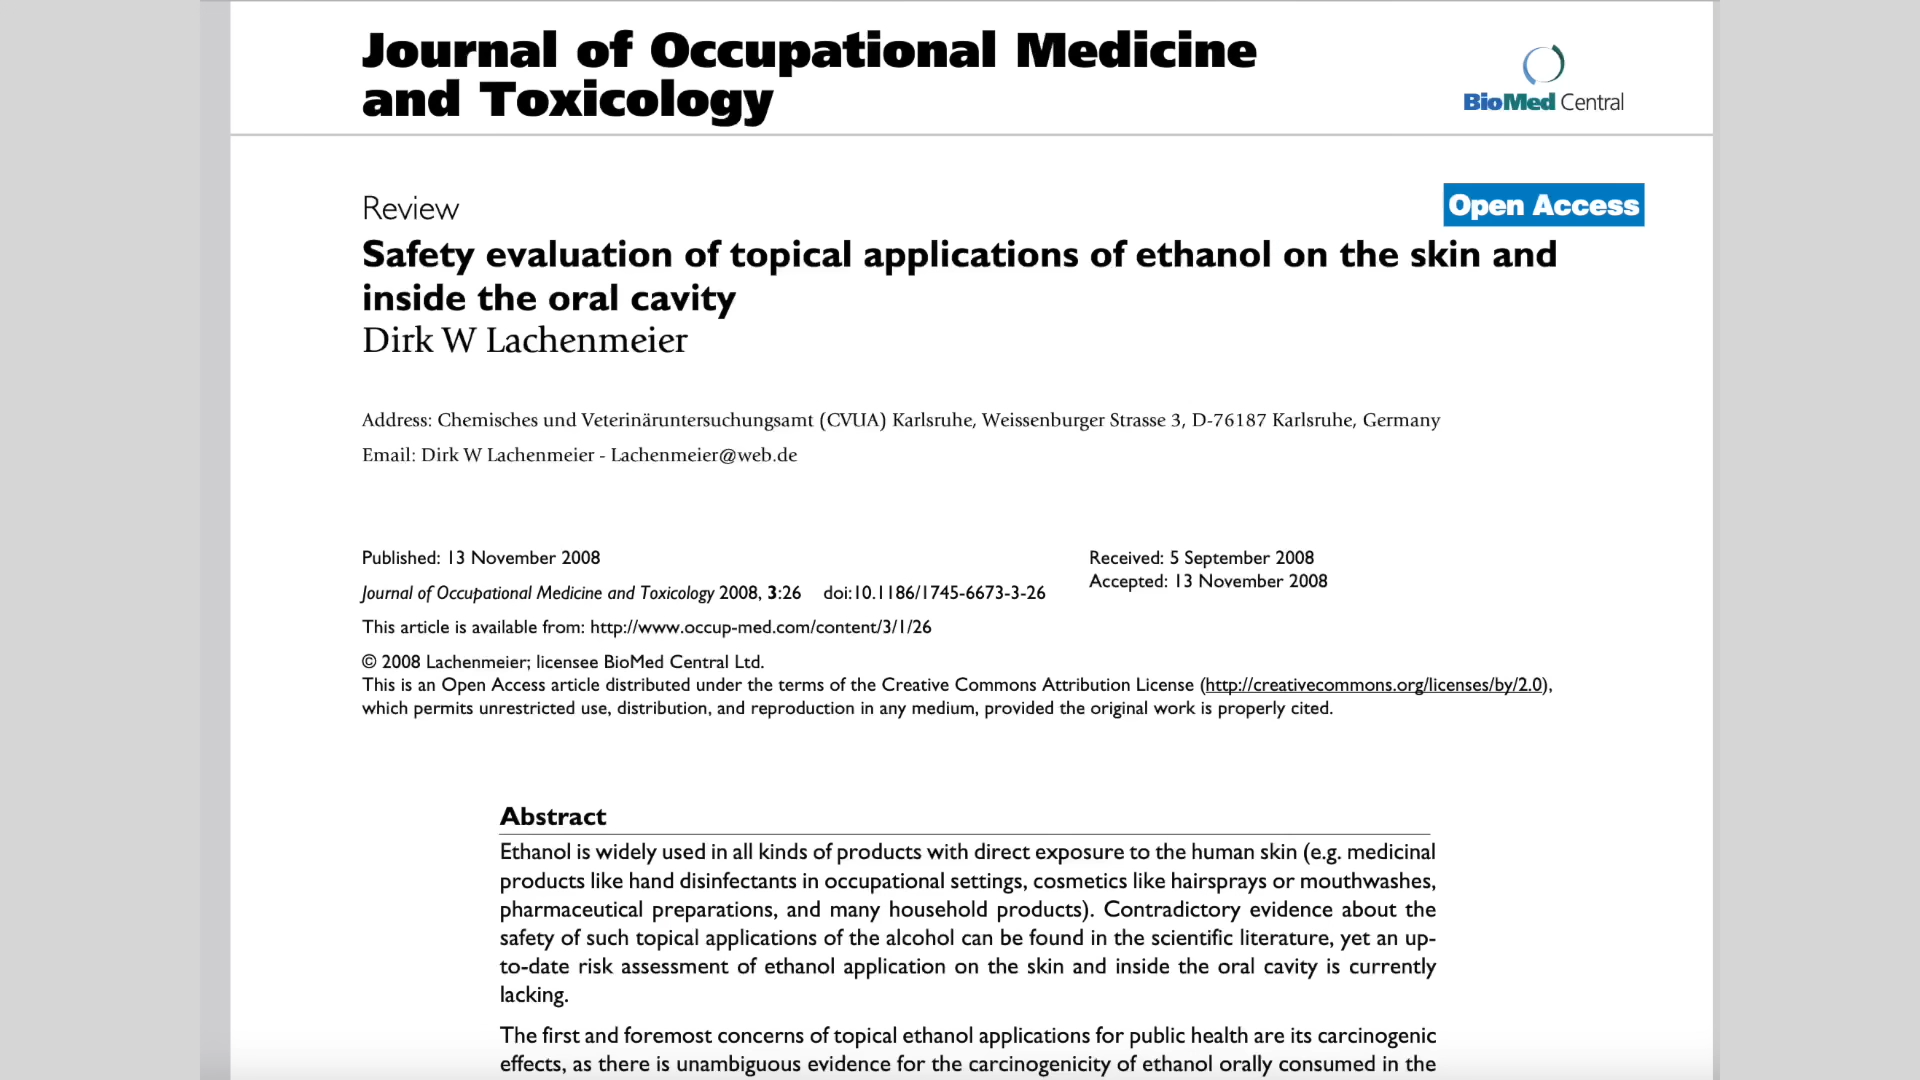 Journal of Occupational Medicine
and Toxicology
BioMed Central
Review
Open Access
Safety evaluation of topical applications of ethanol on the skin and
inside the oral cavity
Dirk W Lachenmeier
Address: Chemisches und Veterinäruntersuchungsamt (CVUA) Karlsruhe, Weissenburger Strasse 3, D-76187 Karlsruhe, Germany
Email: Dirk W Lachenmeier - Lachenmeier@web.de
Published: 13 November 2008
Journal of Occupational Medicine and Toxicology 2008, 3:26 doi:10.1186/1745-6673-3-26
Received: 5 September 2008
Accepted: 13 November 2008
This article is available from: http://www.occup-med.com/content/3/1/26
© 2008 Lachenmeier; licensee BioMed Central Ltd.
This is an Open Access article distributed under the terms of the Creative Commons Attribution License (http://creativecommons.org/licenses/by/2.0),
which permits unrestricted use, distribution, and reproduction in any medium, provided the original work is properly cited.
Abstract
Ethanol is widely used in all kinds of products with direct exposure to the human skin (e.g. medicinal
products like hand disinfectants in occupational settings, cosmetics like hairsprays or mouthwashes,
pharmaceutical preparations, and many household products). Contradictory evidence about the
safety of such topical applications of the alcohol can be found in the scientific literature, yet an up-
to-date risk assessment of ethanol application on the skin and inside the oral cavity is currently
lacking.
The first and foremost concerns of topical ethanol applications for public health are its carcinogenic
effects, as there is unambiguous evidence for the carcinogenicity of ethanol orally consumed in the